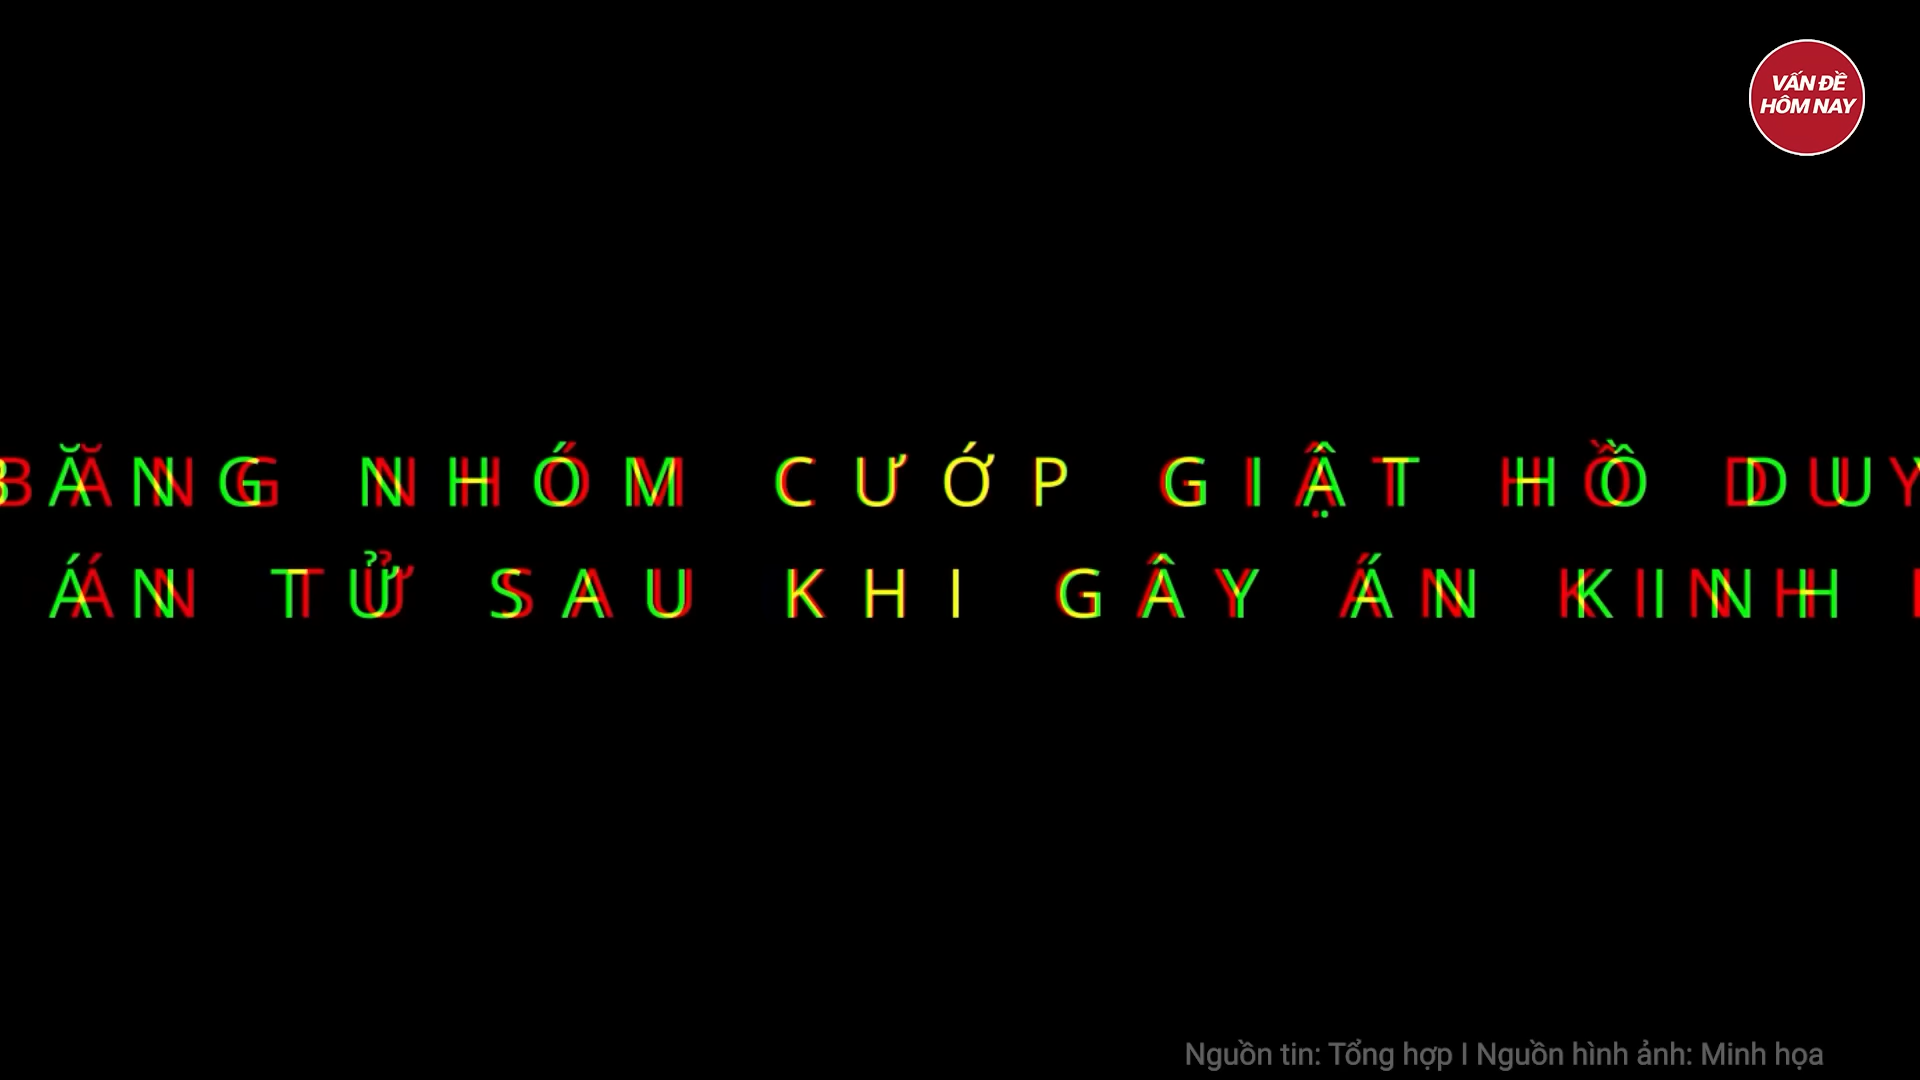 VẤN ĐỀ
HÔM NAY
BĂNG NHÓM CƯỚP GIẬT HỒ DUY
ÁN TỬ SAU KHI GÂY ÁN KINH
Nguồn tin: Tổng hợp I Nguồn hình ảnh: Minh họa